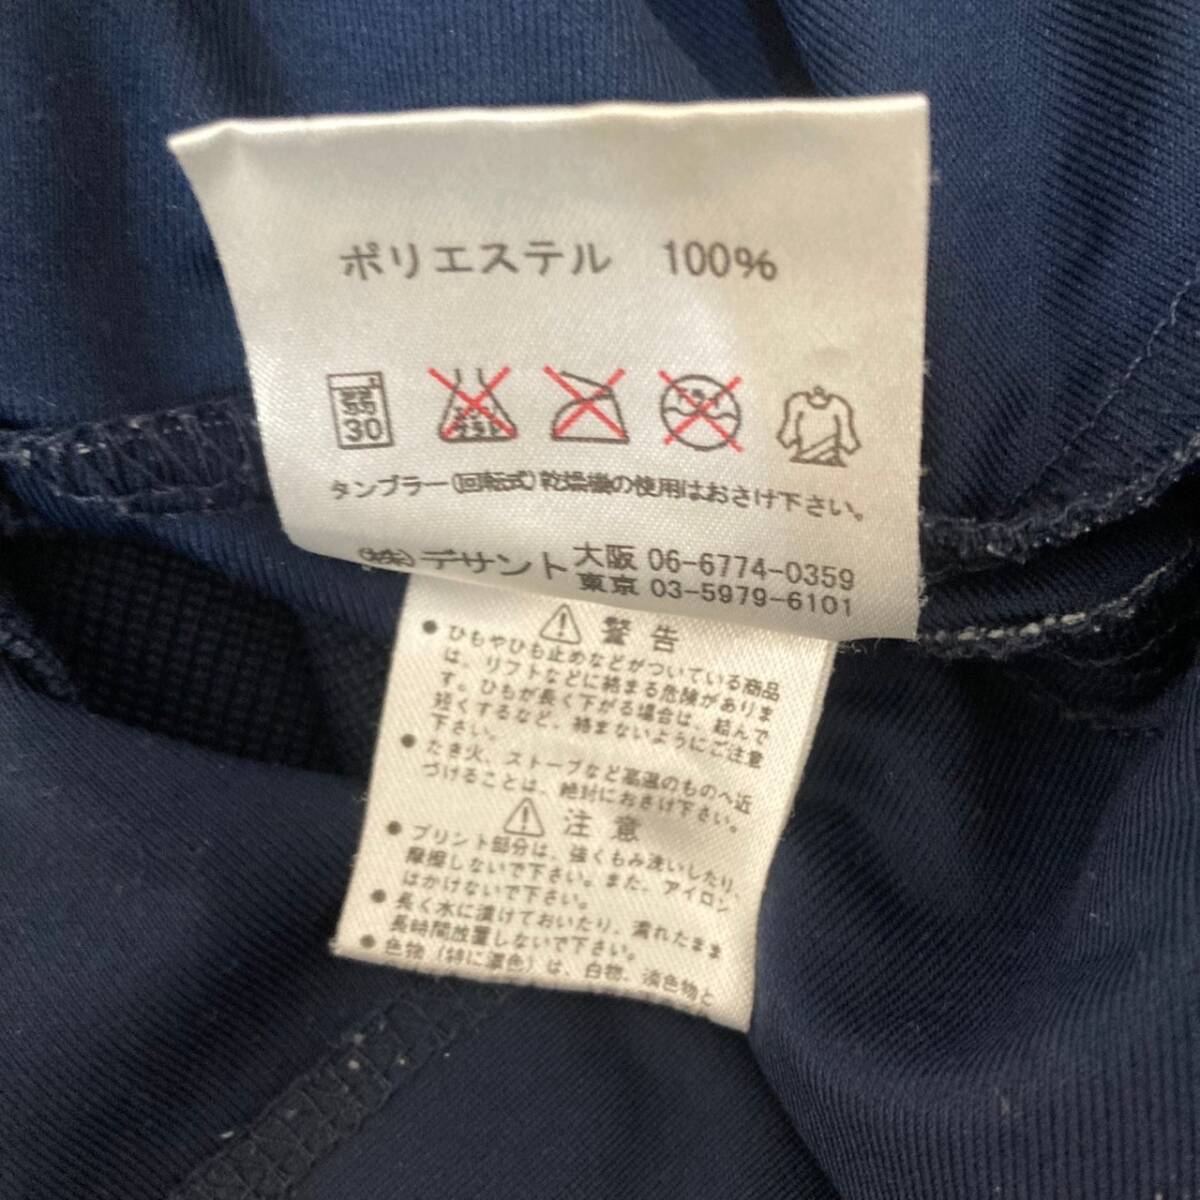 ポリエステル 100%
30
タンブラー(回転式)乾燥機の使用はおさけ下さい。
(株)デサント 大阪 06-6774-0359
東京 03-5979-6101
警告
●ひもやひも止めなどがついている商品
は、リフトなどに絡まる危険がありま
す。ひもが長く下がる場合は、結んで
短くするなど、絡まないようにご注意
下さい。
●たき火、ストーブなど高温のものへ近
づけることは、絶対におさけ下さい。
注意
●プリント部分は、強くもみ洗いしたり、
摩擦しないで下さい。また、アイロン
はかけないで下さい。
●長く水に漬けておいたり、濡れたまま
長時間放置しないで下さい。
●色物(特に濃色)は、白物、淡色物と